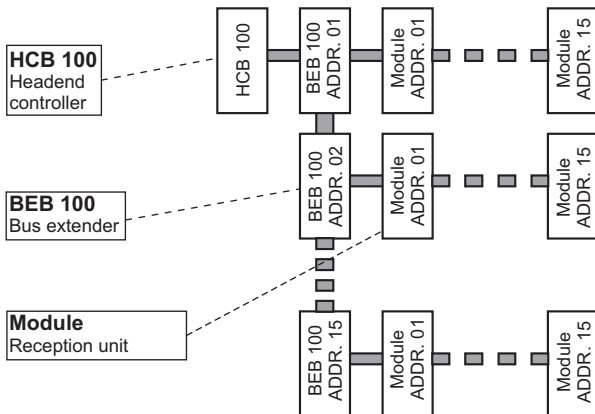 HCB 100
Headend
controller
HCB 100
BEB 100
ADDR. 01
Module
ADDR. 01
Module
ADDR. 15
BEB 100
Bus extender
BEB 100
ADDR. 02
Module
ADDR. 01
Module
ADDR. 15
Module
Reception unit
BEB 100
ADDR. 15
Module
ADDR. 01
Module
ADDR. 15